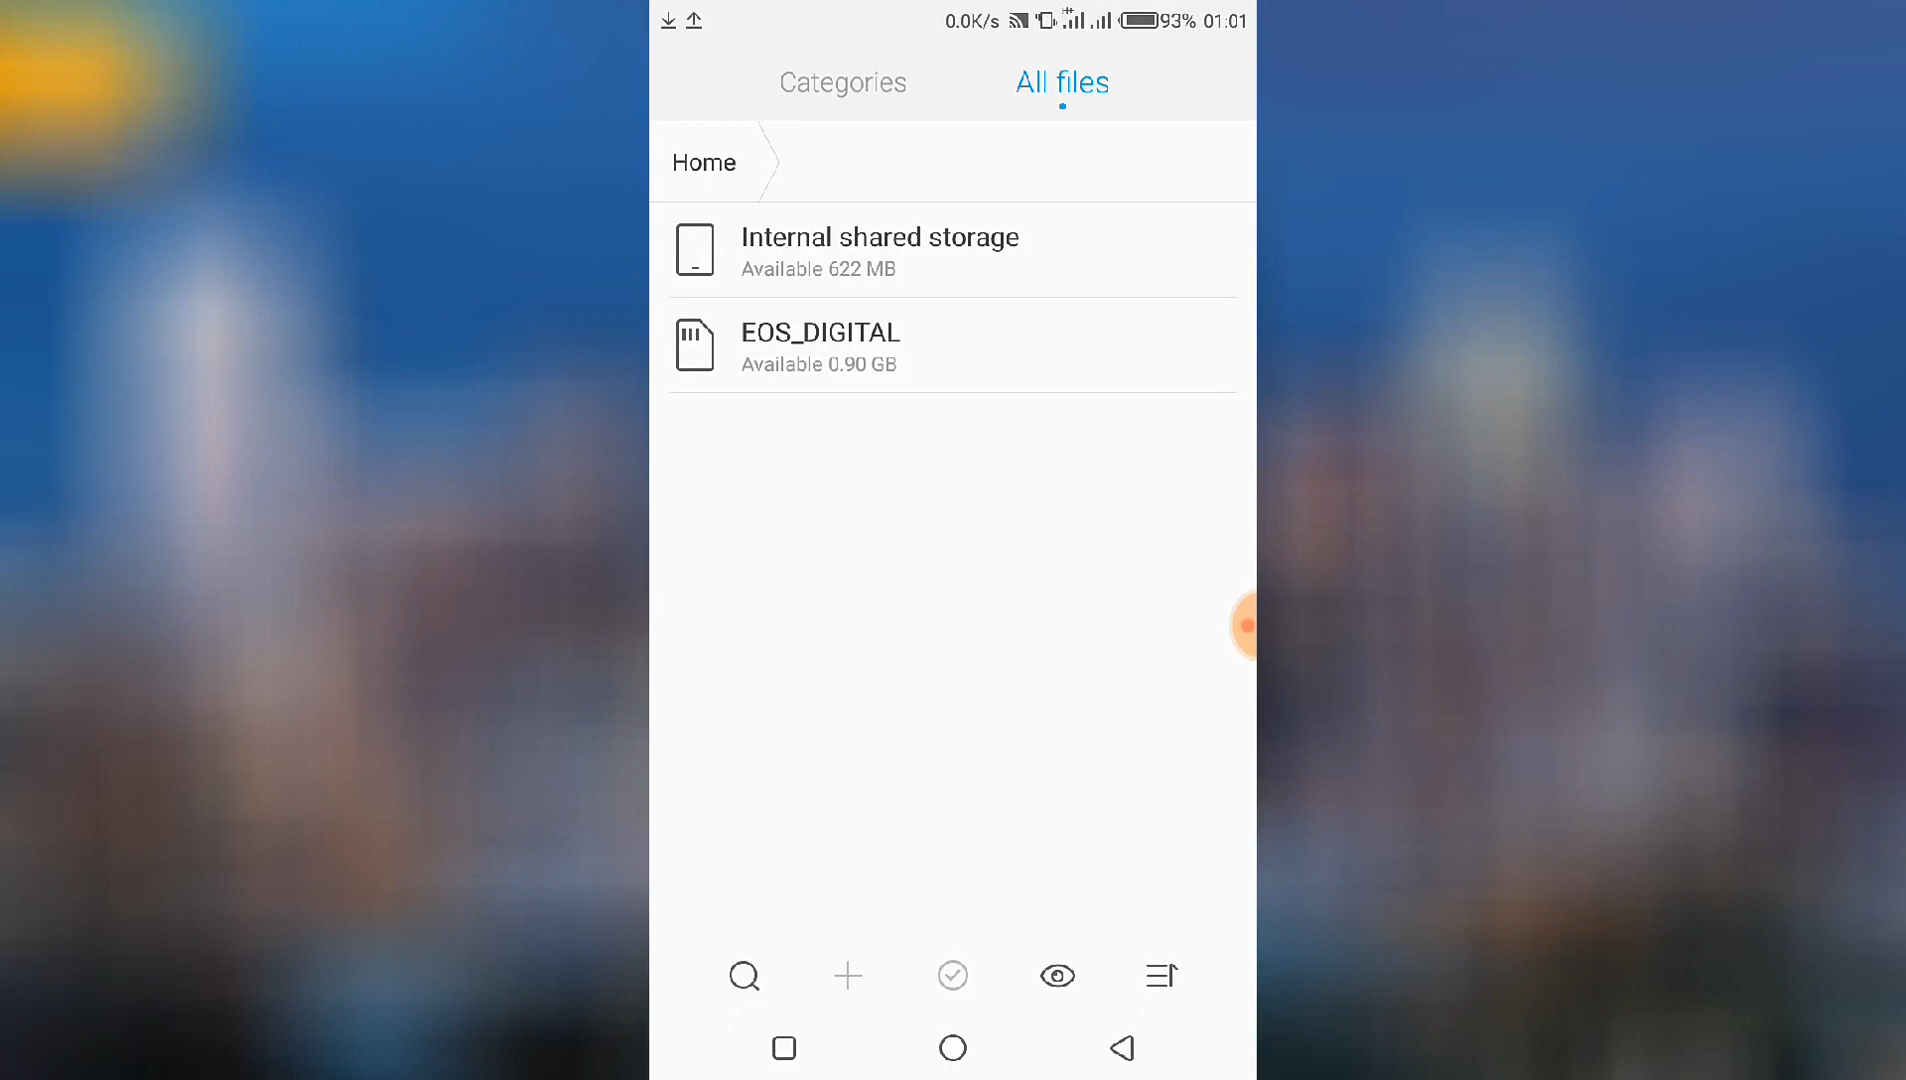 0.0K/s H+ 93% 01:01
Categories All files
Home
Internal shared storage
Available 622 MB
EOS_DIGITAL
Available 0.90 GB